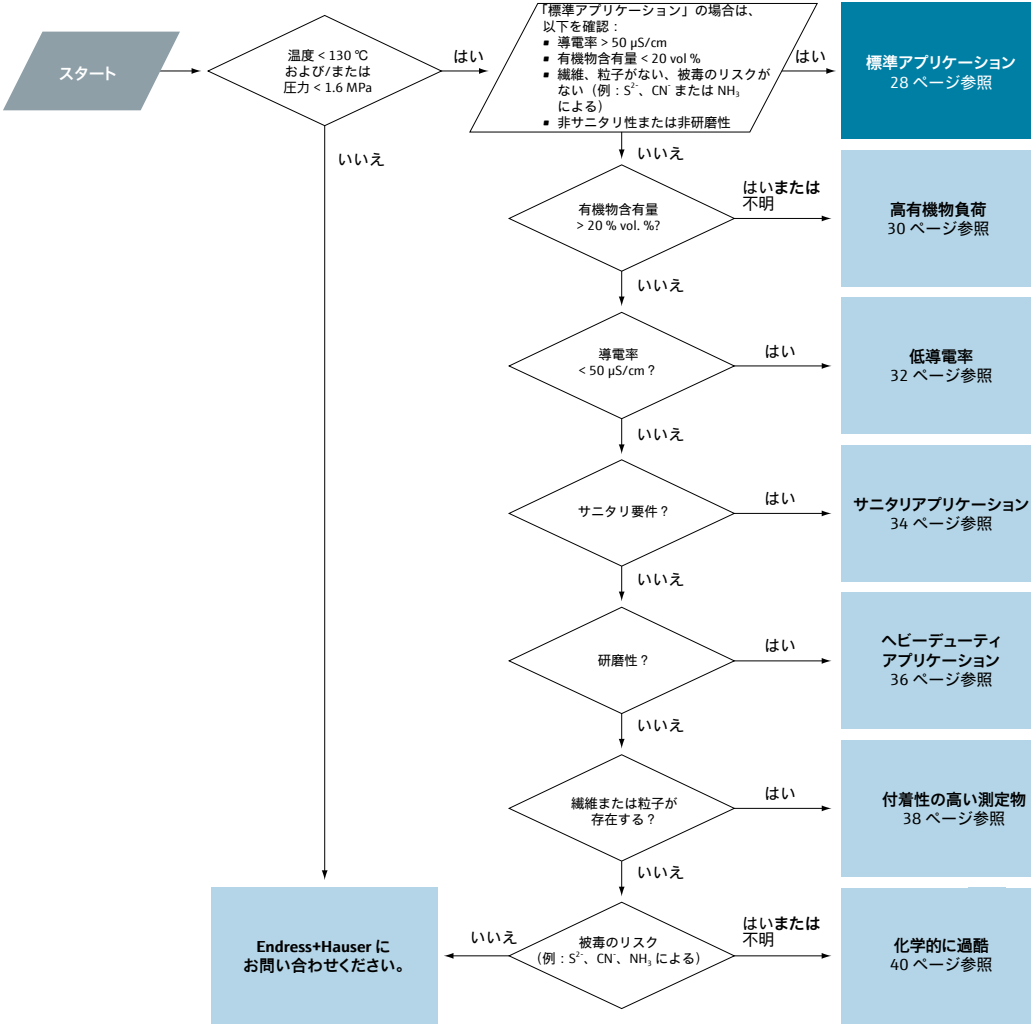 スタート
温度 < 130 ℃
および/または
圧力 < 1.6 MPa
はい
いいえ
「標準アプリケーション」の場合は、
以下を確認：
▪ 導電率 > 50 µS/cm
▪ 有機物含有量 < 20 vol %
▪ 繊維、粒子がない、被毒のリスクが
ない（例：S²⁻、CN⁻ または NH₃
による）
▪ 非サニタリ性または非研磨性
はい
標準アプリケーション
28 ページ参照
いいえ
有機物含有量
> 20 % vol. %?
はいまたは
不明
高有機物負荷
30 ページ参照
いいえ
導電率
< 50 µS/cm？
はい
低導電率
32 ページ参照
いいえ
サニタリ要件？
はい
サニタリアプリケーション
34 ページ参照
いいえ
研磨性？
はい
ヘビーデューティ
アプリケーション
36 ページ参照
いいえ
繊維または粒子が
存在する？
はい
付着性の高い測定物
38 ページ参照
いいえ
被毒のリスク
（例：S²⁻、CN⁻、NH₃ による）
はいまたは
不明
化学的に過酷
40 ページ参照
いいえ
Endress+Hauser に
お問い合わせください。